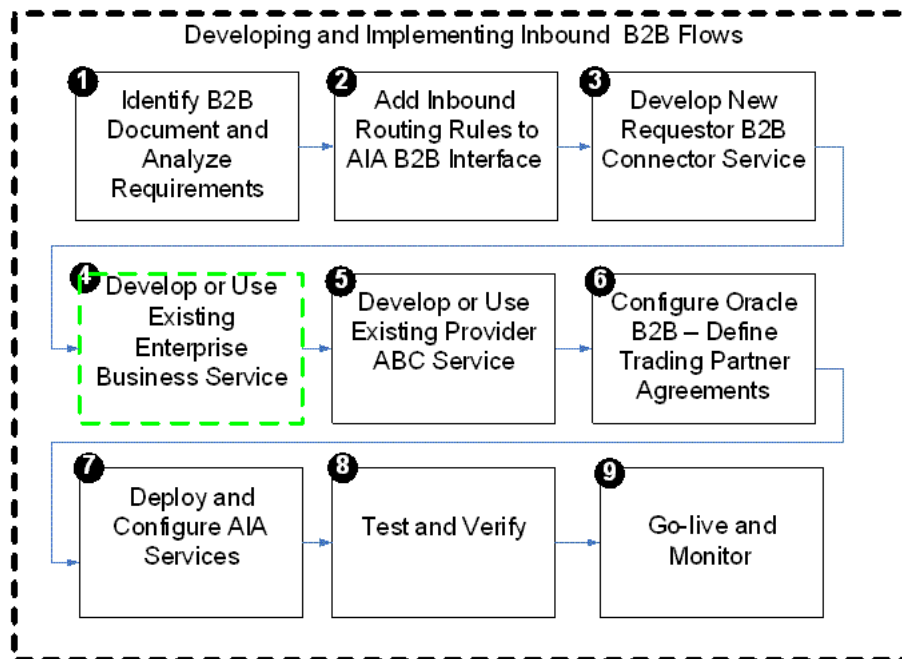 Developing and Implementing Inbound B2B Flows
1
Identify B2B
Document and
Analyze
Requirements
2
Add Inbound
Routing Rules to
AIA B2B Interface
3
Develop New
Requestor B2B
Connector Service
4
Develop or Use
Existing
Enterprise
Business Service
5
Develop or Use
Existing Provider
ABC Service
6
Configure Oracle
B2B – Define
Trading Partner
Agreements
7
Deploy and
Configure AIA
Services
8
Test and Verify
9
Go-live and
Monitor